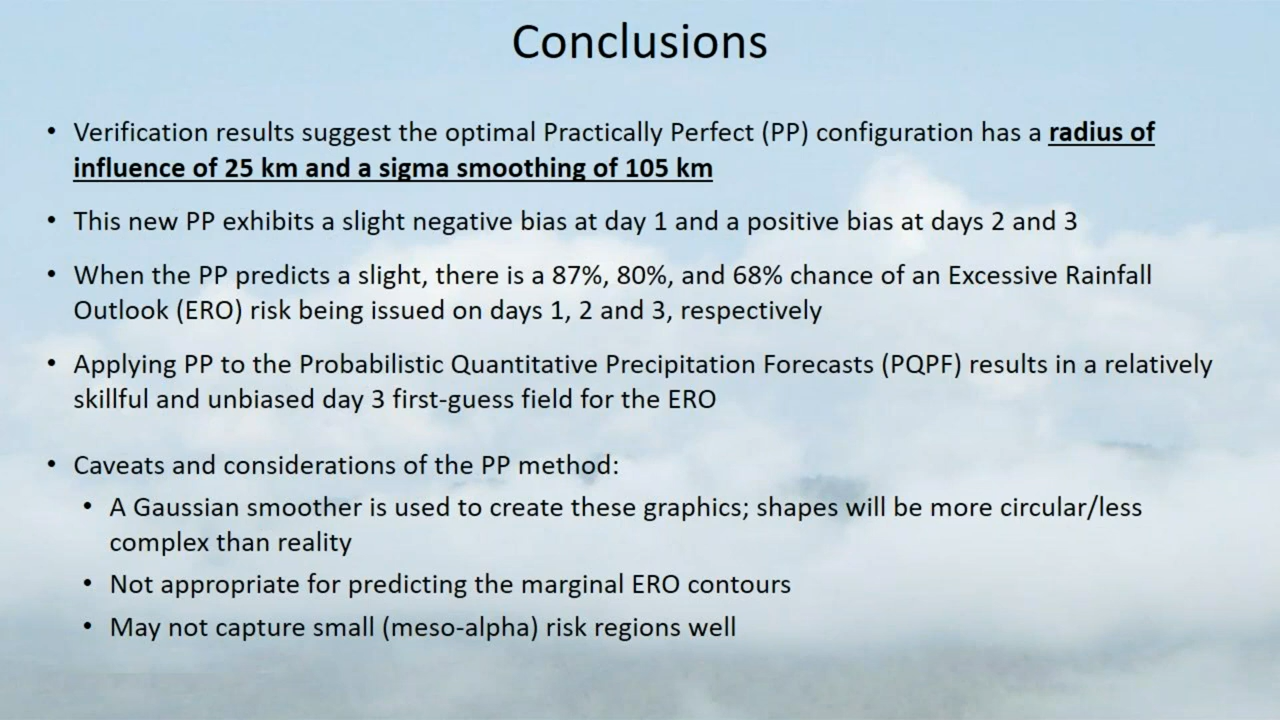 Conclusions
• Verification results suggest the optimal Practically Perfect (PP) configuration has a radius of
influence of 25 km and a sigma smoothing of 105 km
• This new PP exhibits a slight negative bias at day 1 and a positive bias at days 2 and 3
• When the PP predicts a slight, there is a 87%, 80%, and 68% chance of an Excessive Rainfall
Outlook (ERO) risk being issued on days 1, 2 and 3, respectively
• Applying PP to the Probabilistic Quantitative Precipitation Forecasts (PQPF) results in a relatively
skillful and unbiased day 3 first-guess field for the ERO
• Caveats and considerations of the PP method:
• A Gaussian smoother is used to create these graphics; shapes will be more circular/less
complex than reality
• Not appropriate for predicting the marginal ERO contours
• May not capture small (meso-alpha) risk regions well